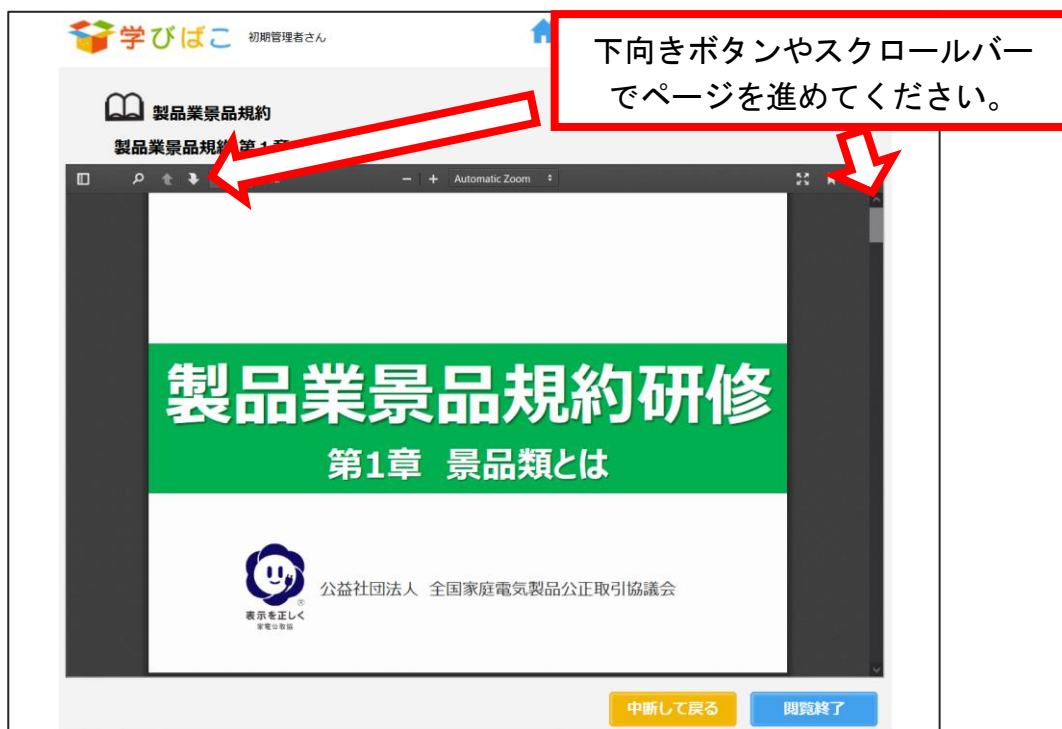 学びばこ 初期管理者さん
下向きボタンやスクロールバー
でページを進めてください。
製品業景品規約
製品業景品規約 第1章
Automatic Zoom
製品業景品規約研修
第1章 景品類とは
公益社団法人 全国家庭電気製品公正取引協議会
表示を正しく
家電公取協
中断して戻る
閲覧終了